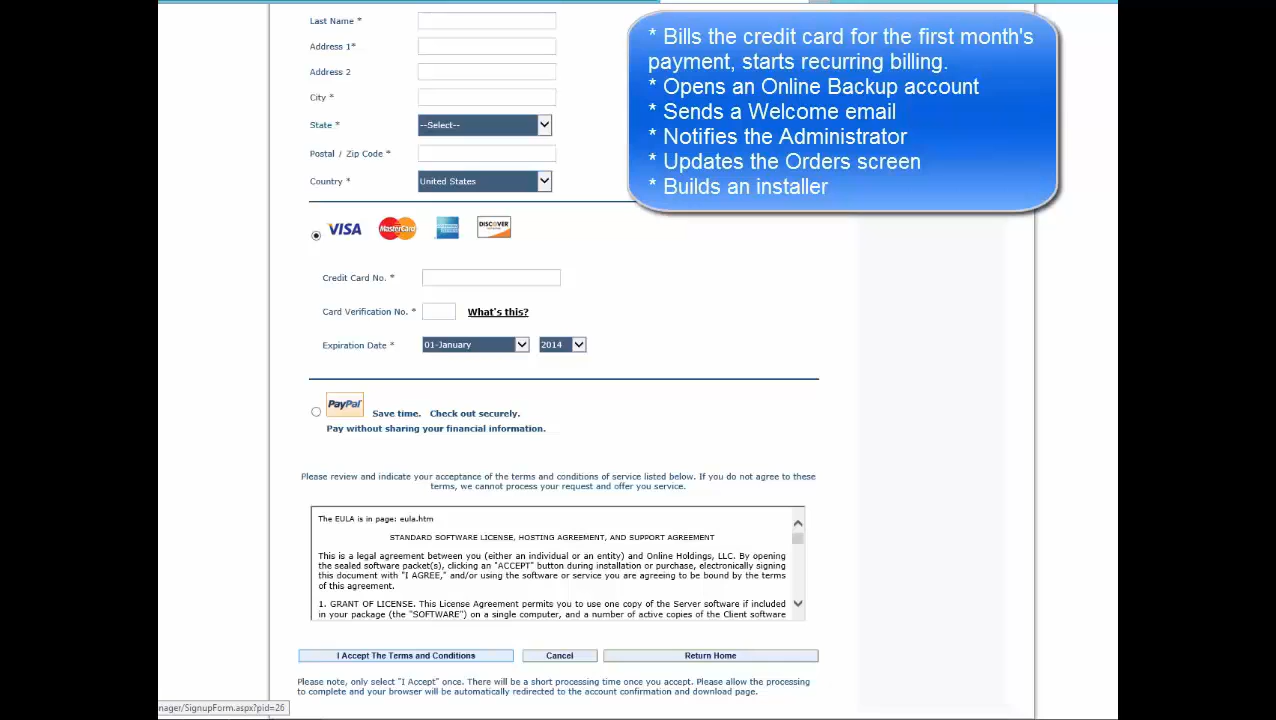 Last Name *
Address 1*
Address 2
City *
State *
--Select--
Postal / Zip Code *
Country *
United States
* Bills the credit card for the first month's
payment, starts recurring billing.
* Opens an Online Backup account
* Sends a Welcome email
* Notifies the Administrator
* Updates the Orders screen
* Builds an installer
VISA
MasterCard
DISCOVER
Credit Card No. *
Card Verification No. *
What's this?
Expiration Date *
01-January
2014
PayPal
Save time. Check out securely.
Pay without sharing your financial information.
Please review and indicate your acceptance of the terms and conditions of service listed below. If you do not agree to these
terms, we cannot process your request and offer you service.
The EULA is in page: eula.htm
STANDARD SOFTWARE LICENSE, HOSTING AGREEMENT, AND SUPPORT AGREEMENT
This is a legal agreement between you (either an individual or an entity) and Online Holdings, LLC. By opening
the sealed software packet(s), clicking an "ACCEPT" button during installation or purchase, electronically signing
this document with "I AGREE," and/or using the software or service you are agreeing to be bound by the terms
of this agreement.
1. GRANT OF LICENSE. This License Agreement permits you to use one copy of the Server software if included
in your package (the "SOFTWARE") on a single computer, and a number of active copies of the Client software
I Accept The Terms and Conditions
Cancel
Return Home
Please note, only select "I Accept" once. There will be a short processing time once you accept. Please allow the processing
to complete and your browser will be automatically redirected to the account confirmation and download page.
nager/SignupForm.aspx?pid=26